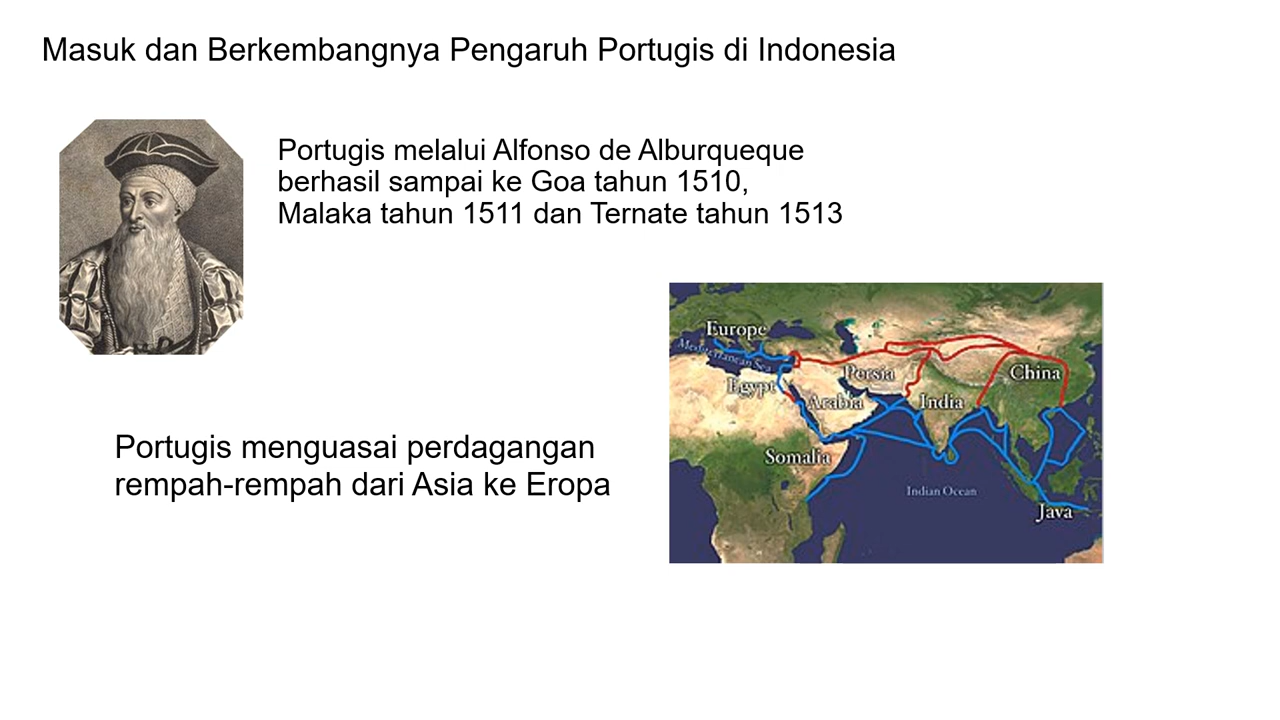 Masuk dan Berkembangnya Pengaruh Portugis di Indonesia
Portugis melalui Alfonso de Alburqueque
berhasil sampai ke Goa tahun 1510,
Malaka tahun 1511 dan Ternate tahun 1513
Europe
Mediterranean Sea
Egypt
Persia
China
Arabia
India
Somalia
Indian Ocean
Java
Portugis menguasai perdagangan
rempah-rempah dari Asia ke Eropa